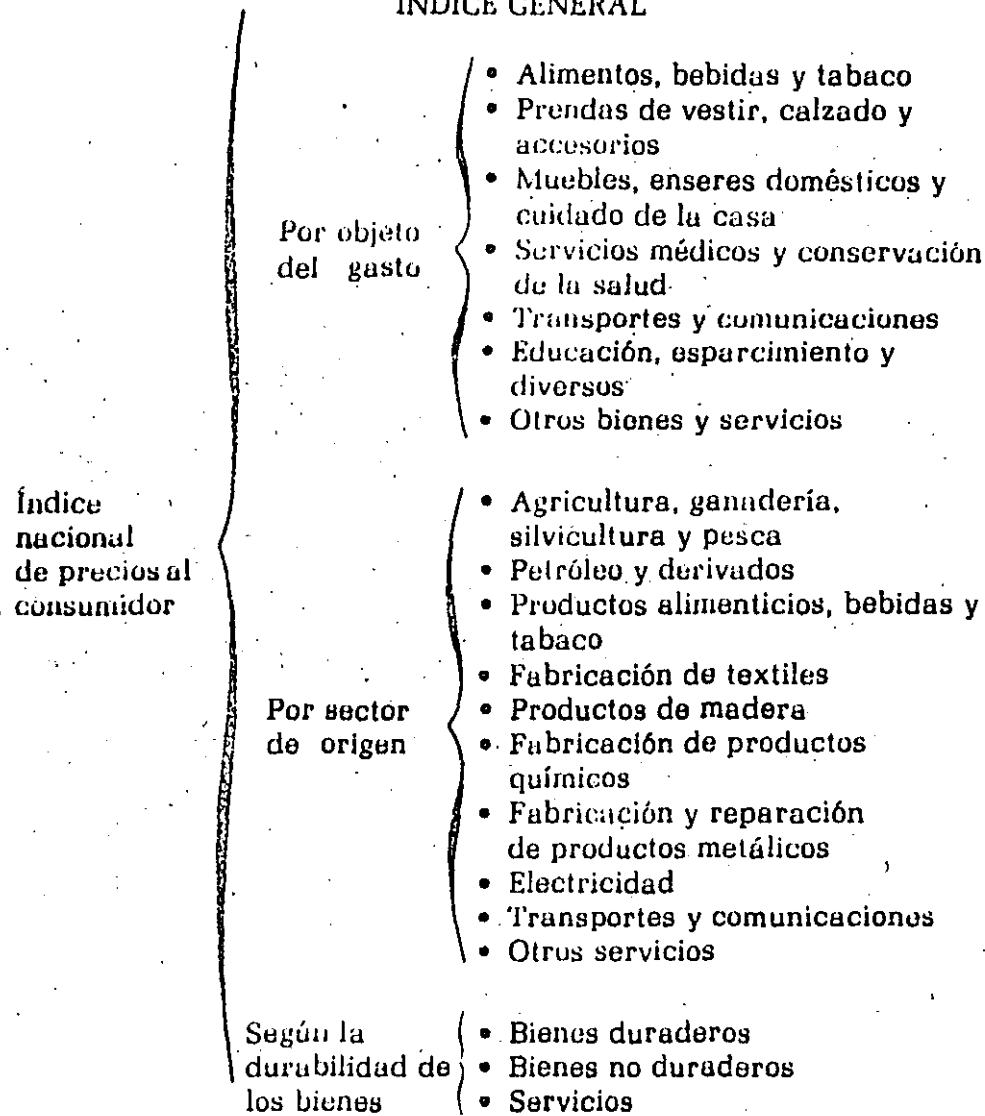 ÍNDICE GENERAL
• Alimentos, bebidas y tabaco
• Prendas de vestir, calzado y
accesorios
• Muebles, enseres domésticos y
cuidado de la casa
Por objeto
del gasto
• Servicios médicos y conservación
de la salud
• Transportes y comunicaciones
• Educación, esparcimiento y
diversos
• Otros bienes y servicios
Índice
nacional
de precios al
consumidor
• Agricultura, ganadería,
silvicultura y pesca
• Petróleo y derivados
• Productos alimenticios, bebidas y
tabaco
• Fabricación de textiles
Por sector
de origen
• Productos de madera
• Fabricación de productos
químicos
• Fabricación y reparación
de productos metálicos
• Electricidad
• Transportes y comunicaciones
• Otros servicios
Según la
durabilidad de
los bienes
• Bienes duraderos
• Bienes no duraderos
• Servicios